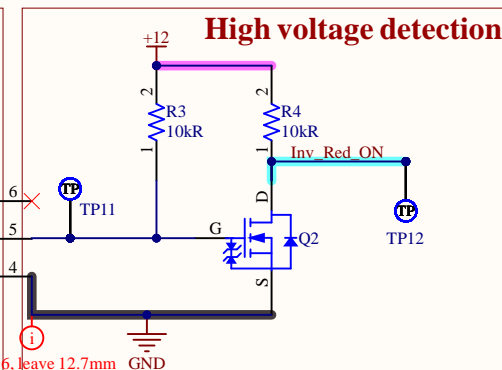 High voltage detection
+12
2
R3
10kR
1
2
R4
10kR
1
Inv_Red_ON
6
TP
TP11
5
4
G
D
S
Q2
TP
TP12
i
6, leave 12.7mm
GND